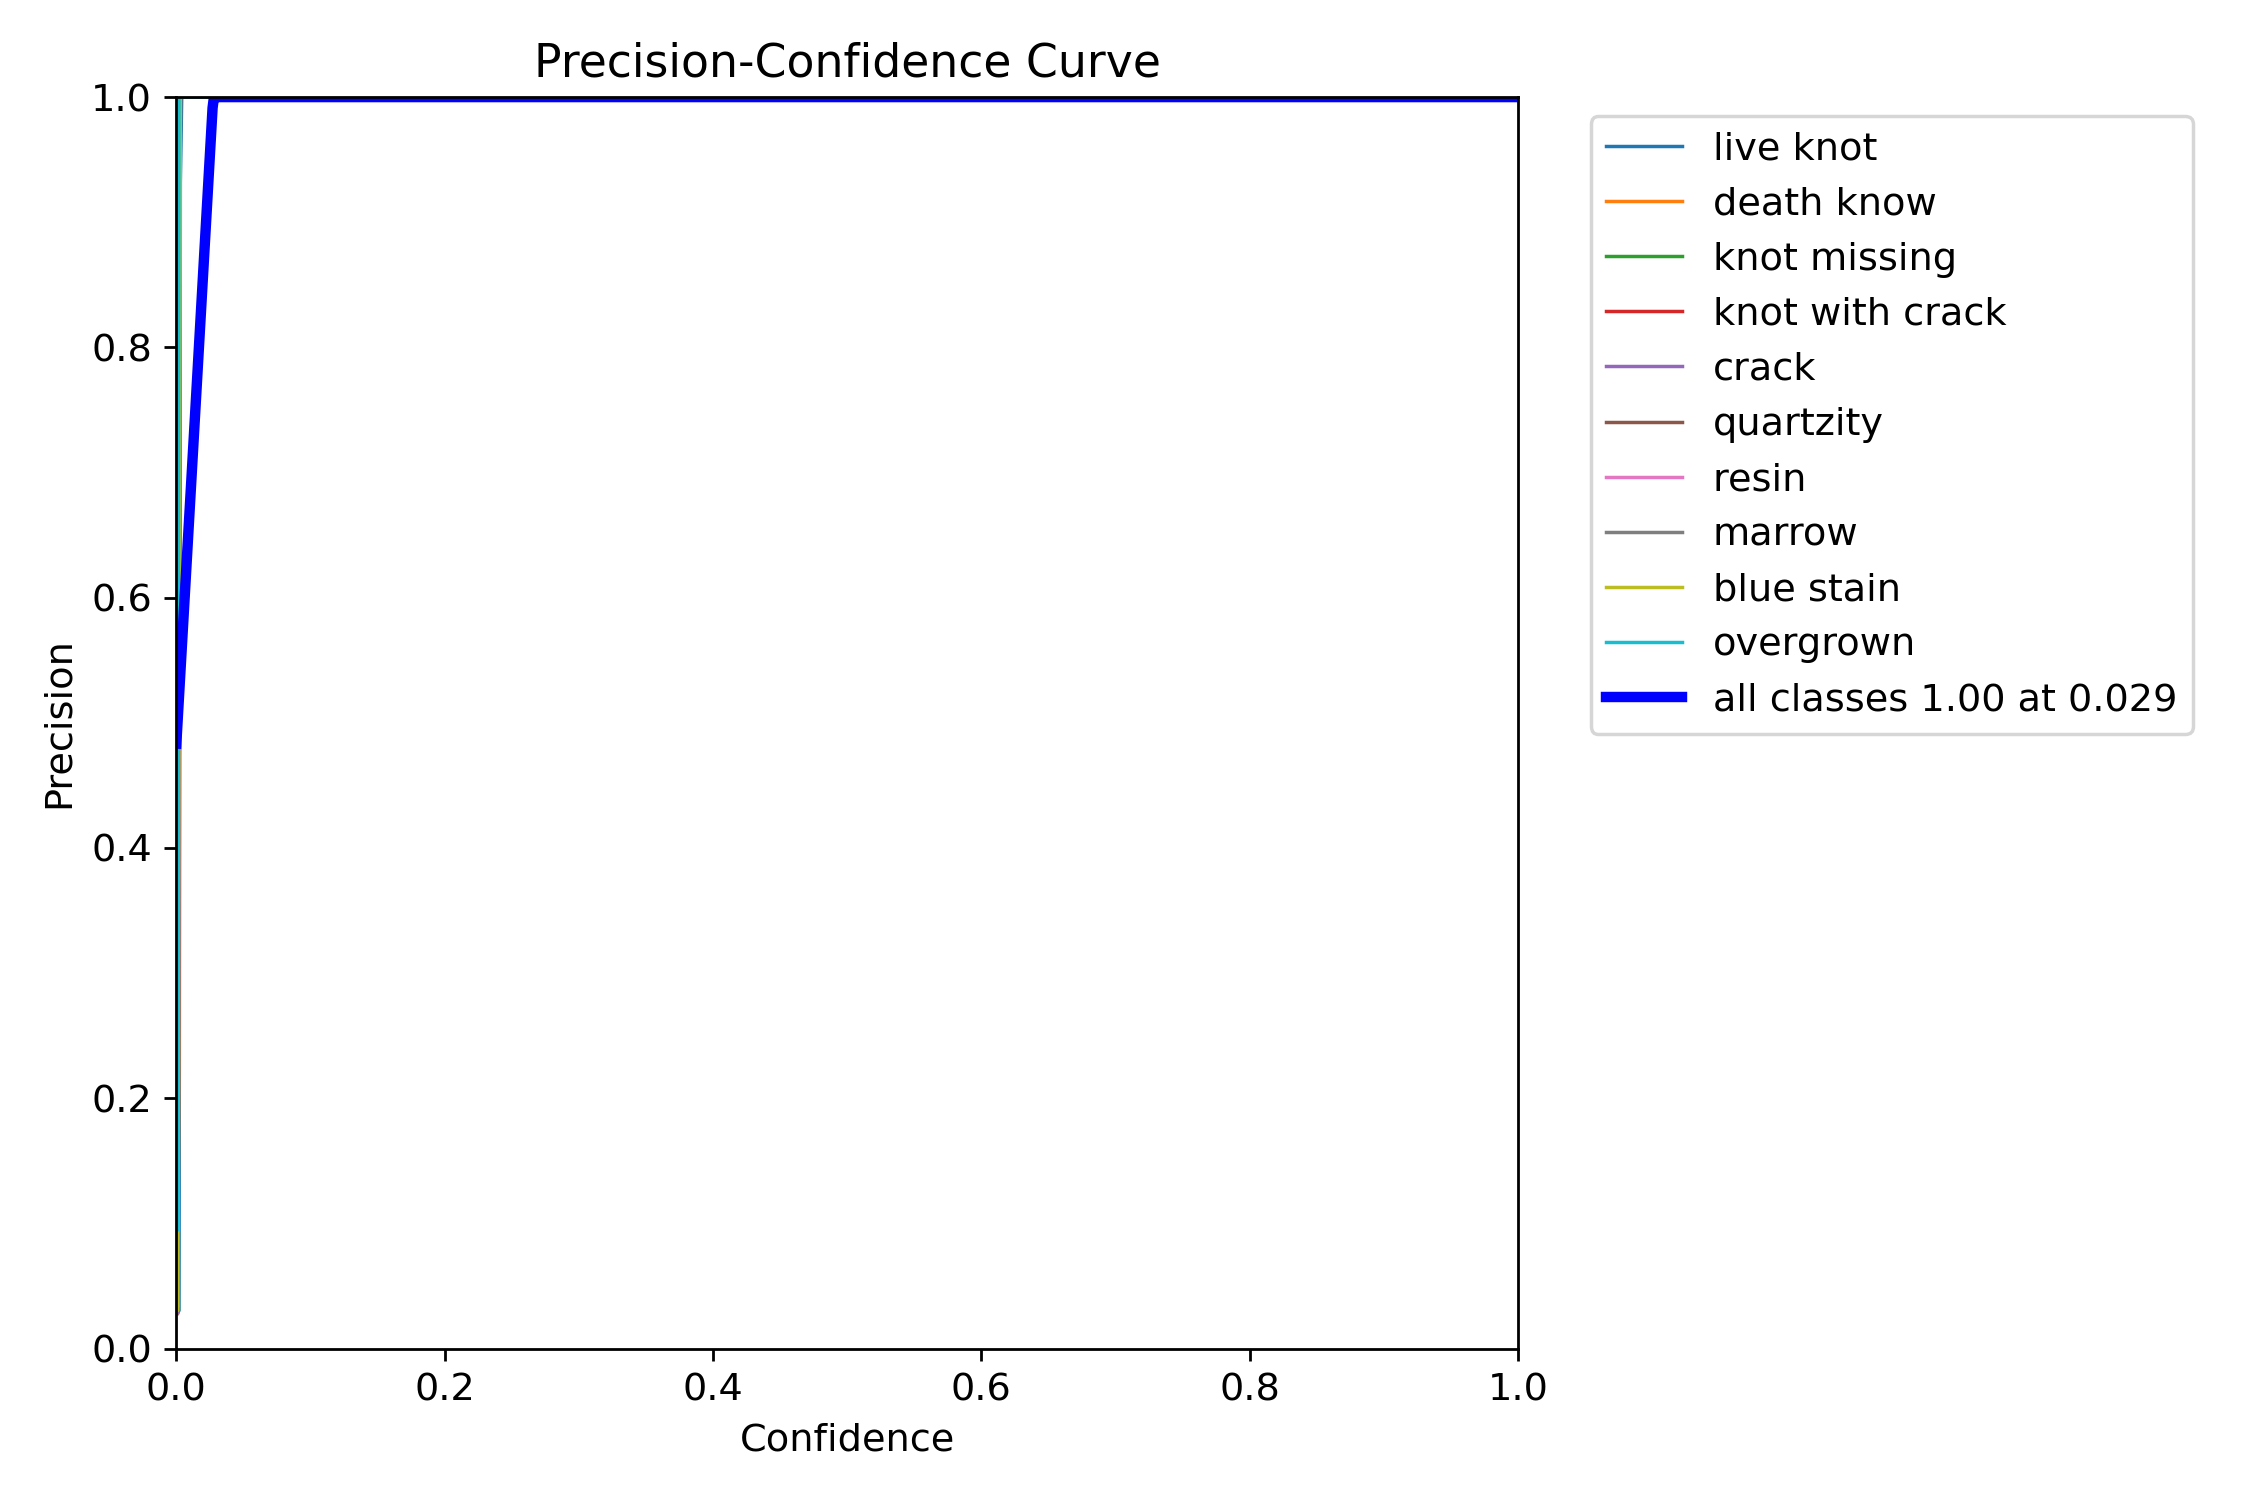 Precision-Confidence Curve
1.0
0.8
0.6
0.4
0.2
0.0
Precision
0.0 0.2 0.4 0.6 0.8 1.0
Confidence
live knot
death know
knot missing
knot with crack
crack
quartzity
resin
marrow
blue stain
overgrown
all classes 1.00 at 0.029